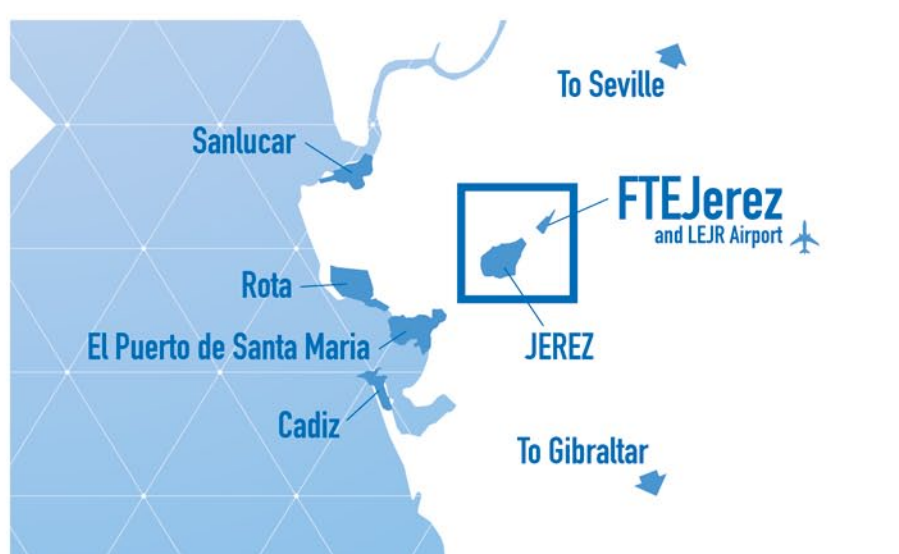 To Seville
Sanlucar
FTEJerez
and LEJR Airport
Rota
El Puerto de Santa Maria
JEREZ
Cadiz
To Gibraltar